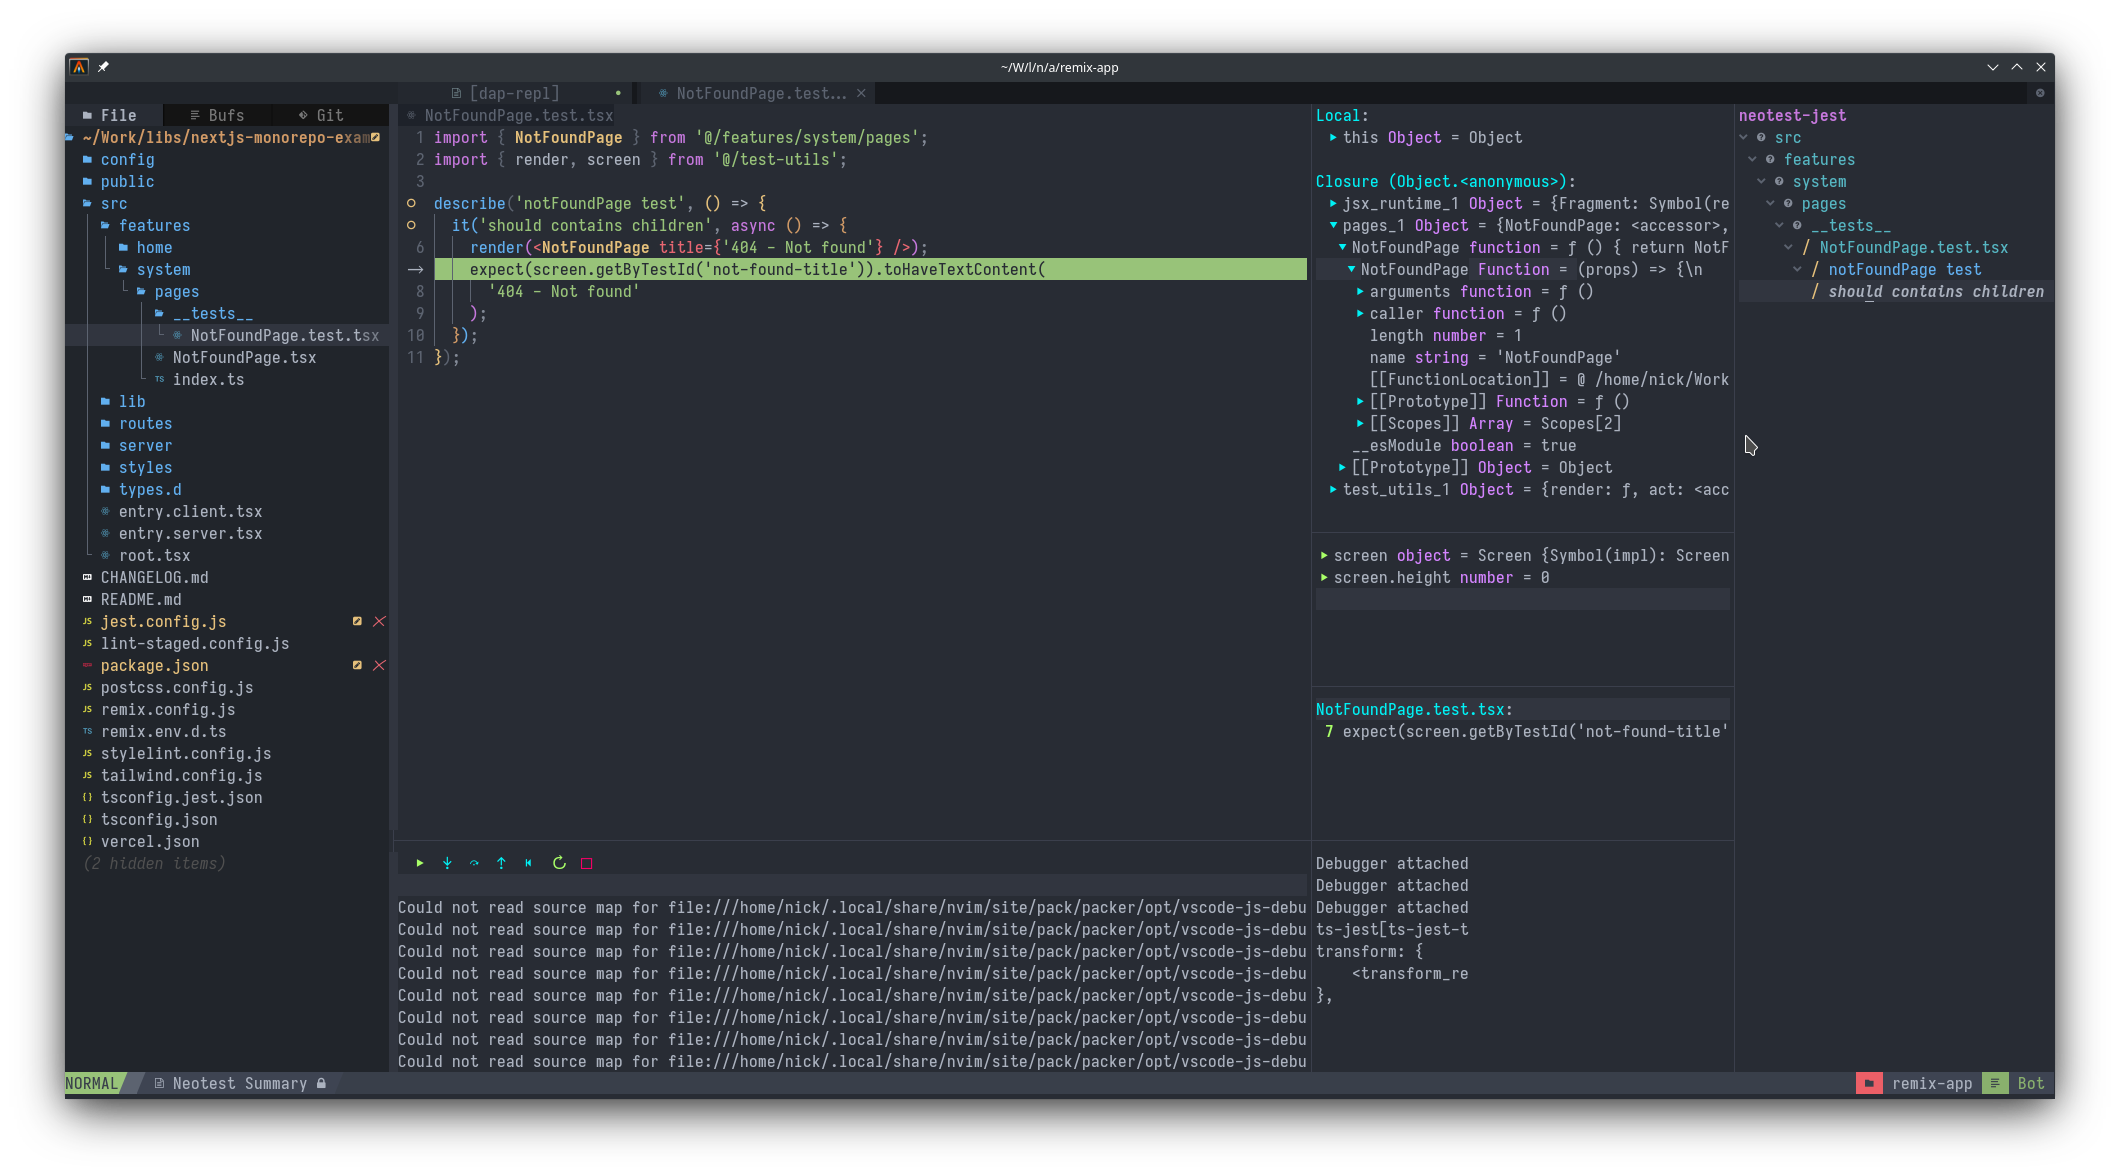 ~/W/l/n/a/remix-app
[dap-repl]
NotFoundPage.test...
File
Bufs
Git
~/Work/libs/nextjs-monorepo-exam
config
public
src
features
home
system
pages
__tests__
NotFoundPage.test.tsx
NotFoundPage.tsx
TS index.ts
lib
routes
server
styles
types.d
entry.client.tsx
entry.server.tsx
root.tsx
CHANGELOG.md
README.md
JS jest.config.js
JS lint-staged.config.js
package.json
JS postcss.config.js
JS remix.config.js
TS remix.env.d.ts
JS stylelint.config.js
JS tailwind.config.js
{} tsconfig.jest.json
{} tsconfig.json
{} vercel.json
(2 hidden items)
NotFoundPage.test.tsx
1 import { NotFoundPage } from '@/features/system/pages';
2 import { render, screen } from '@/test-utils';
3
describe('notFoundPage test', () => {
it('should contains children', async () => {
6 render(<NotFoundPage title={'404 - Not found'} />);
→ expect(screen.getByTestId('not-found-title')).toHaveTextContent(
8 '404 - Not found'
9 );
10 });
11 });
Local:
this Object = Object
Closure (Object.<anonymous>):
jsx_runtime_1 Object = {Fragment: Symbol(re
pages_1 Object = {NotFoundPage: <accessor>,
NotFoundPage function = ƒ () { return NotF
NotFoundPage Function = (props) => {\n
arguments function = ƒ ()
caller function = ƒ ()
length number = 1
name string = 'NotFoundPage'
[[FunctionLocation]] = @ /home/nick/Work
[[Prototype]] Function = ƒ ()
[[Scopes]] Array = Scopes[2]
__esModule boolean = true
[[Prototype]] Object = Object
test_utils_1 Object = {render: ƒ, act: <acc
screen object = Screen {Symbol(impl): Screen
screen.height number = 0
NotFoundPage.test.tsx:
7 expect(screen.getByTestId('not-found-title'
neotest-jest
src
features
system
pages
__tests__
/ NotFoundPage.test.tsx
/ notFoundPage test
/ should contains children
Could not read source map for file:///home/nick/.local/share/nvim/site/pack/packer/opt/vscode-js-debu
Could not read source map for file:///home/nick/.local/share/nvim/site/pack/packer/opt/vscode-js-debu
Could not read source map for file:///home/nick/.local/share/nvim/site/pack/packer/opt/vscode-js-debu
Could not read source map for file:///home/nick/.local/share/nvim/site/pack/packer/opt/vscode-js-debu
Could not read source map for file:///home/nick/.local/share/nvim/site/pack/packer/opt/vscode-js-debu
Could not read source map for file:///home/nick/.local/share/nvim/site/pack/packer/opt/vscode-js-debu
Could not read source map for file:///home/nick/.local/share/nvim/site/pack/packer/opt/vscode-js-debu
Could not read source map for file:///home/nick/.local/share/nvim/site/pack/packer/opt/vscode-js-debu
Debugger attached
Debugger attached
Debugger attached
ts-jest[ts-jest-t
transform: {
<transform_re
},
NORMAL
Neotest Summary
remix-app
Bot